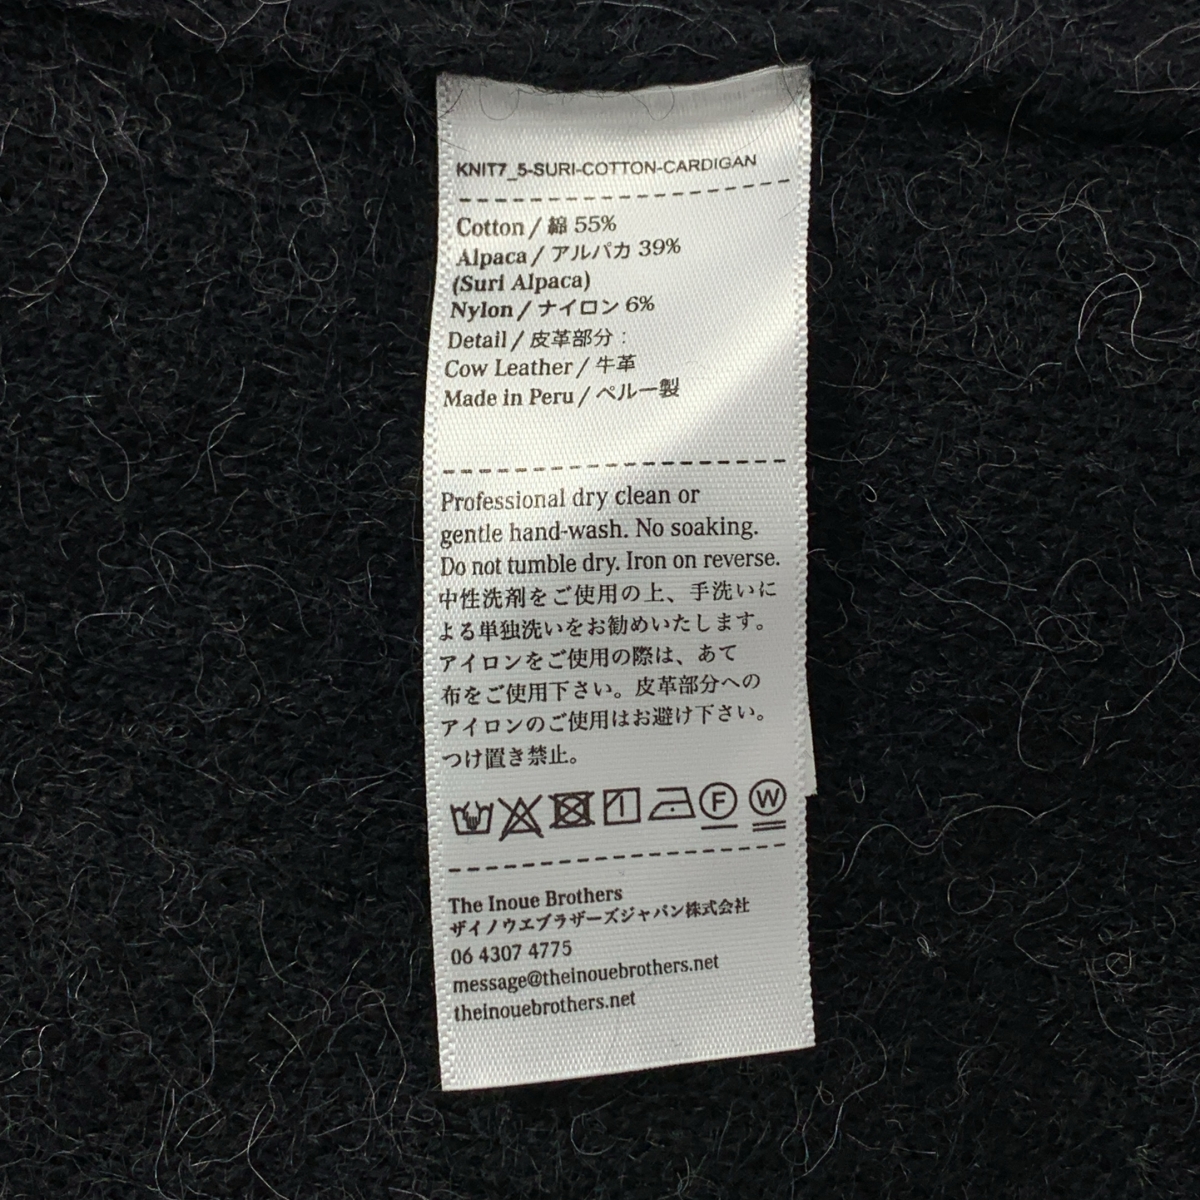 KNIT7_5-SURI-COTTON-CARDIGAN
Cotton / 綿 55%
Alpaca / アルパカ 39%
(Suri Alpaca)
Nylon / ナイロン 6%
Detail / 皮革部分 :
Cow Leather / 牛革
Made in Peru / ペルー製
Professional dry clean or
gentle hand-wash. No soaking.
Do not tumble dry. Iron on reverse.
中性洗剤をご使用の上、手洗いに
よる単独洗いをお勧めいたします。
アイロンをご使用の際は、あて
布をご使用下さい。皮革部分への
アイロンのご使用はお避け下さい。
つけ置き禁止。
F W
The Inoue Brothers
ザイノウエブラザーズジャパン株式会社
06 4307 4775
message@theinouebrothers.net
theinouebrothers.net